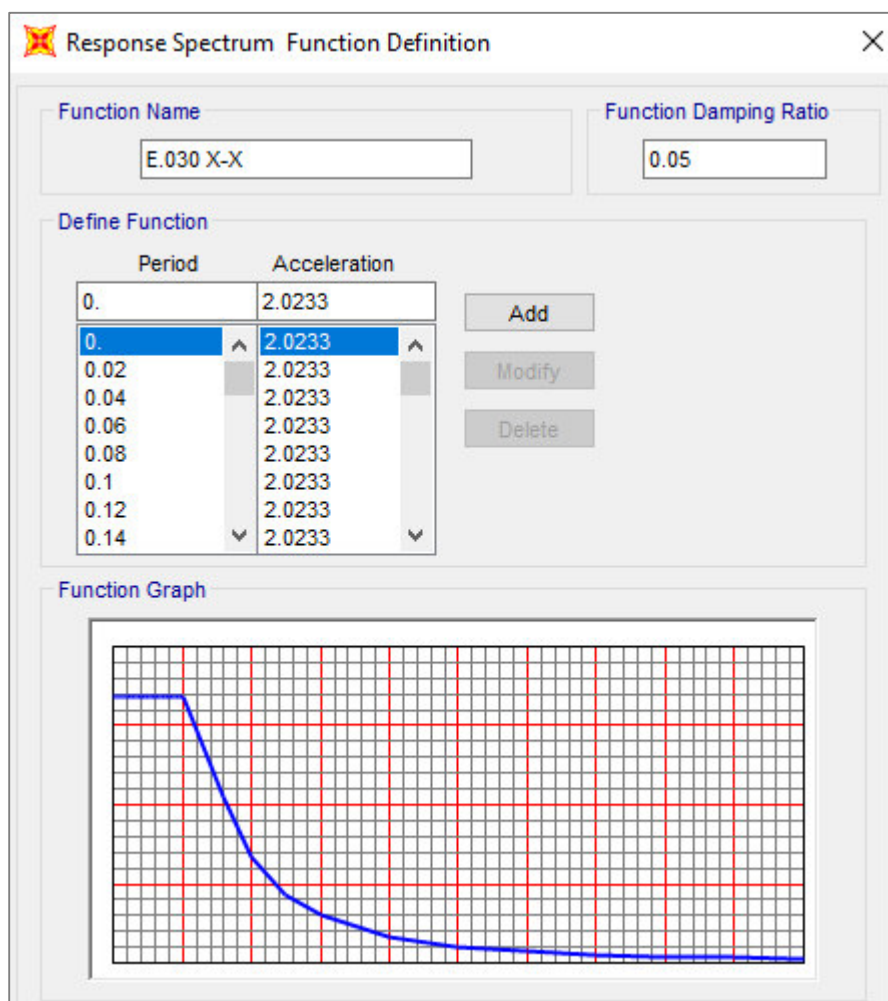 Response Spectrum Function Definition
Function Name
Function Damping Ratio
E.030 X-X
0.05
Define Function
Period Acceleration
0. 2.0233
Add
0. 2.0233
0.02 2.0233
Modify
0.04 2.0233
0.06 2.0233
Delete
0.08 2.0233
0.1 2.0233
0.12 2.0233
0.14 2.0233
Function Graph